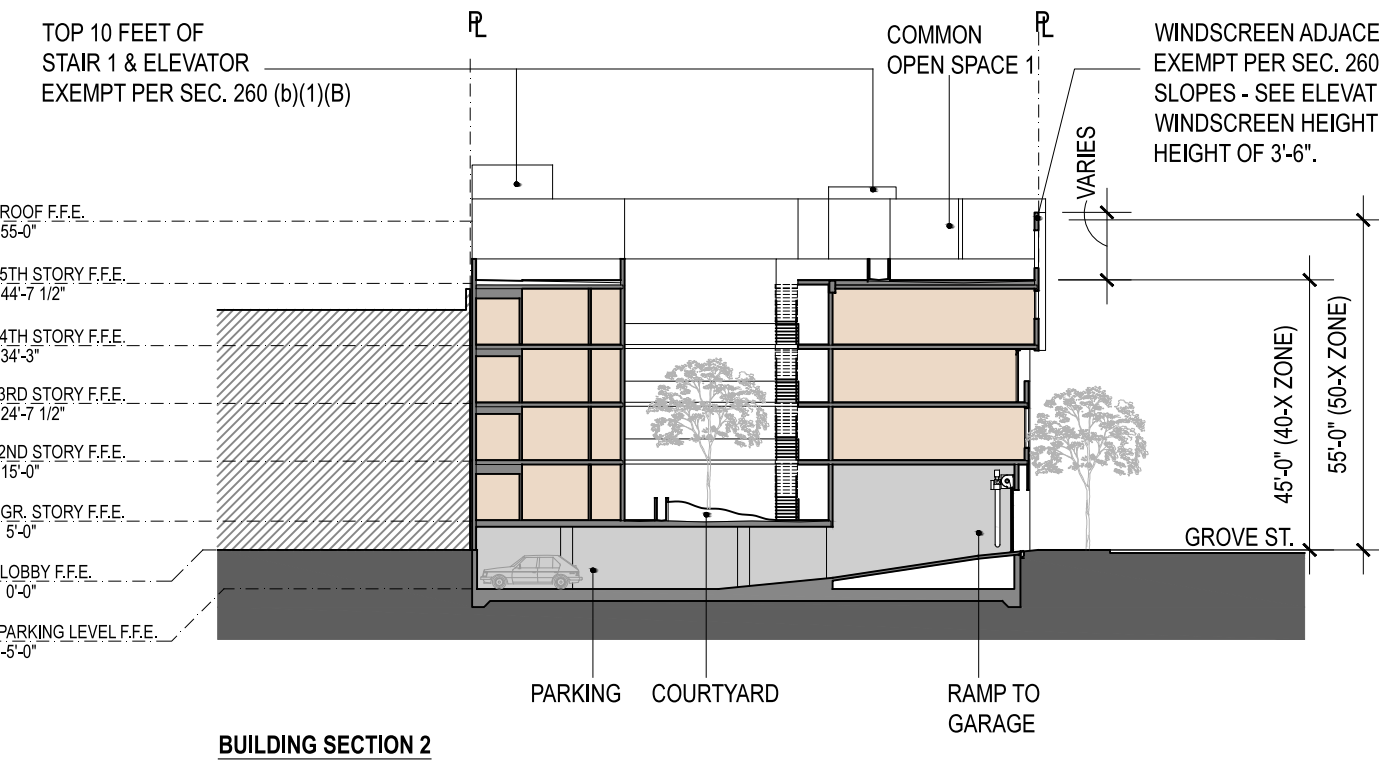 TOP 10 FEET OF
STAIR 1 & ELEVATOR
EXEMPT PER SEC. 260 (b)(1)(B)
PL
COMMON
OPEN SPACE 1
PL
WINDSCREEN ADJACE
EXEMPT PER SEC. 260
SLOPES - SEE ELEVAT
WINDSCREEN HEIGHT
HEIGHT OF 3'-6".
VARIES
ROOF F.F.E.
55-0"
5TH STORY F.F.E.
44'-7 1/2"
4TH STORY F.F.E.
34'-3"
3RD STORY F.F.E.
24'-7 1/2"
2ND STORY F.F.E.
15'-0"
GR. STORY F.F.E.
5'-0"
LOBBY F.F.E.
0'-0"
PARKING LEVEL F.F.E.
-5'-0"
45'-0" (40-X ZONE)
55'-0" (50-X ZONE)
GROVE ST.
PARKING
COURTYARD
RAMP TO
GARAGE
BUILDING SECTION 2